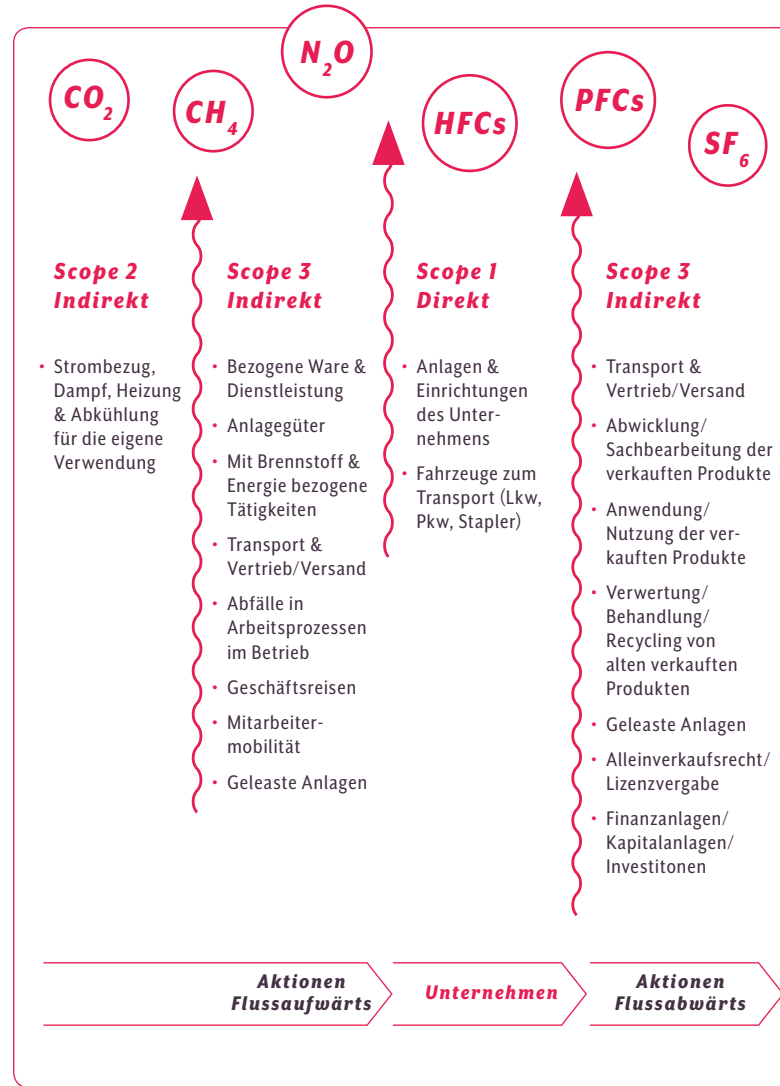 CO2
CH4
N2O
HFCs
PFCs
SF6
Scope 2
Indirekt
• Strombezug,
Dampf, Heizung
& Abkühlung
für die eigene
Verwendung
Scope 3
Indirekt
• Bezogene Ware &
Dienstleistung
• Anlagegüter
• Mit Brennstoff &
Energie bezogene
Tätigkeiten
• Transport &
Vertrieb/Versand
• Abfälle in
Arbeitsprozessen
im Betrieb
• Geschäftsreisen
• Mitarbeiter-
mobilität
• Geleaste Anlagen
Scope 1
Direkt
• Anlagen &
Einrichtungen
des Unter-
nehmens
• Fahrzeuge zum
Transport (Lkw,
Pkw, Stapler)
Scope 3
Indirekt
• Transport &
Vertrieb/Versand
• Abwicklung/
Sachbearbeitung der
verkauften Produkte
• Anwendung/
Nutzung der ver-
kauften Produkte
• Verwertung/
Behandlung/
Recycling von
alten verkauften
Produkten
• Geleaste Anlagen
• Alleinverkaufsrecht/
Lizenzvergabe
• Finanzanlagen/
Kapitalanlagen/
Investitonen
Aktionen
Flussaufwärts
Unternehmen
Aktionen
Flussabwärts